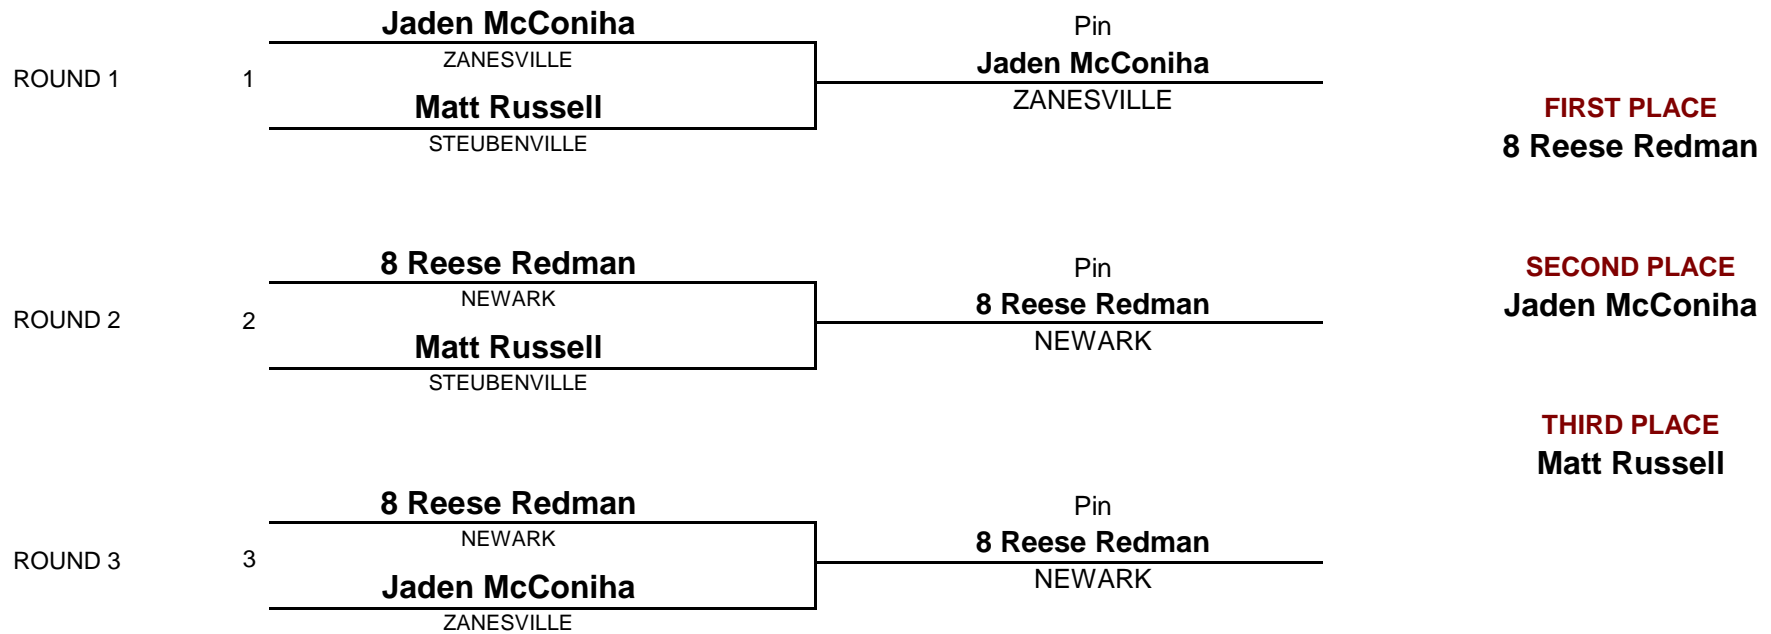 Jaden McConiha
ZANESVILLE
ROUND 1
1
Matt Russell
STEUBENVILLE
Pin
Jaden McConiha
ZANESVILLE
FIRST PLACE
8 Reese Redman
8 Reese Redman
NEWARK
ROUND 2
2
Matt Russell
STEUBENVILLE
Pin
8 Reese Redman
NEWARK
SECOND PLACE
Jaden McConiha
THIRD PLACE
Matt Russell
8 Reese Redman
NEWARK
ROUND 3
3
Jaden McConiha
ZANESVILLE
Pin
8 Reese Redman
NEWARK